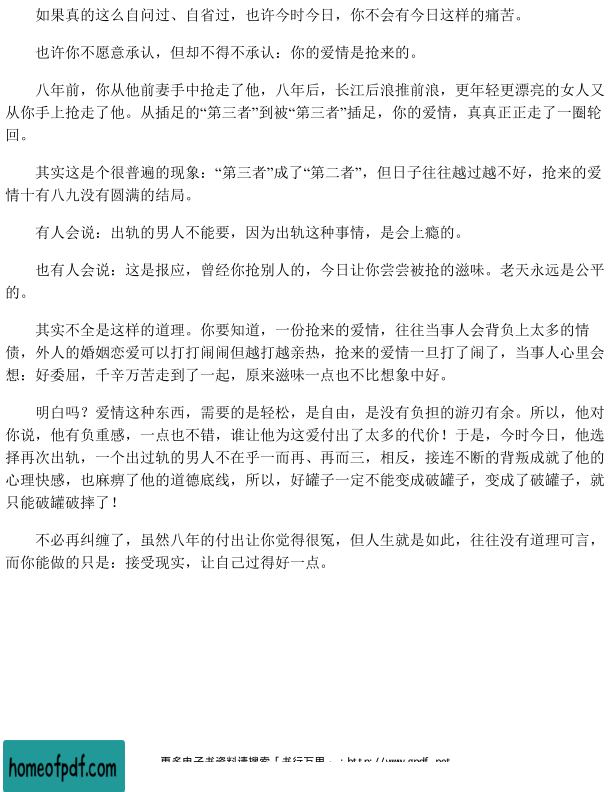 如果真的这么自问过、自省过，也许今时今日，你不会有今日这样的痛苦。
也许你不愿意承认，但却不得不承认：你的爱情是抢来的。
八年前，你从他前妻手中抢走了他，八年后，长江后浪推前浪，更年轻更漂亮的女人又
从你手上抢走了他。从插足的“第三者”到被“第三者”插足，你的爱情，真真正正走了一圈轮
回。
其实这是个很普遍的现象：“第三者”成了“第二者”，但日子往往越过越不好，抢来的爱
情十有八九没有圆满的结局。
有人会说：出轨的男人不能要，因为出轨这种事情，是会上瘾的。
也有人会说：这是报应，曾经你抢别人的，今日让你尝尝被抢的滋味。老天永远是公平
的。
其实不全是这样的道理。你要知道，一份抢来的爱情，往往当事人会背负上太多的情
债，外人的婚姻恋爱可以打打闹闹但越打越亲热，抢来的爱情一旦打了闹了，当事人心里会
想：好委屈，千辛万苦走到了一起，原来滋味一点也不比想象中好。
明白吗？爱情这种东西，需要的是轻松，是自由，是没有负担的游刃有余。所以，他对
你说，他有负重感，一点也不错，谁让他为这爱付出了太多的代价！于是，今时今日，他选
择再次出轨，一个出过轨的男人不在乎一而再、再而三，相反，接连不断的背叛成就了他的
心理快感，也麻痹了他的道德底线，所以，好罐子一定不能变成破罐子，变成了破罐子，就
只能破罐破摔了！
不必再纠缠了，虽然八年的付出让你觉得很冤，但人生就是如此，往往没有道理可言，
而你能做的只是：接受现实，让自己过得好一点。
homeofpdf.com
更多电子书资料请搜索「书行万里」：http://www.gpdf.net